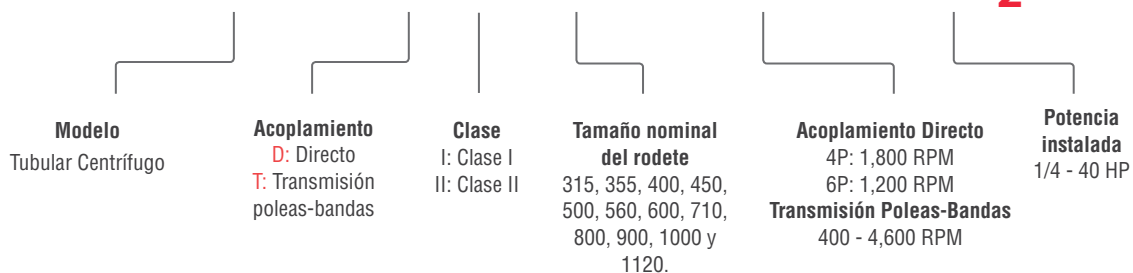 2
Modelo
Tubular Centrífugo
Acoplamiento
D: Directo
T: Transmisión
poleas-bandas
Clase
I: Clase I
II: Clase II
Tamaño nominal
del rodete
315, 355, 400, 450,
500, 560, 600, 710,
800, 900, 1000 y
1120.
Acoplamiento Directo
4P: 1,800 RPM
6P: 1,200 RPM
Transmisión Poleas-Bandas
400 - 4,600 RPM
Potencia
instalada
1/4 - 40 HP